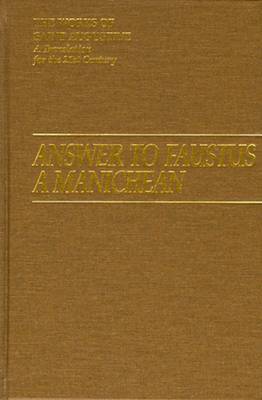 THE WORKS OF
SAINT AUGUSTINE
A Translation
for the 21st Century
ANSWER TO FAUSTUS
A MANICHEAN